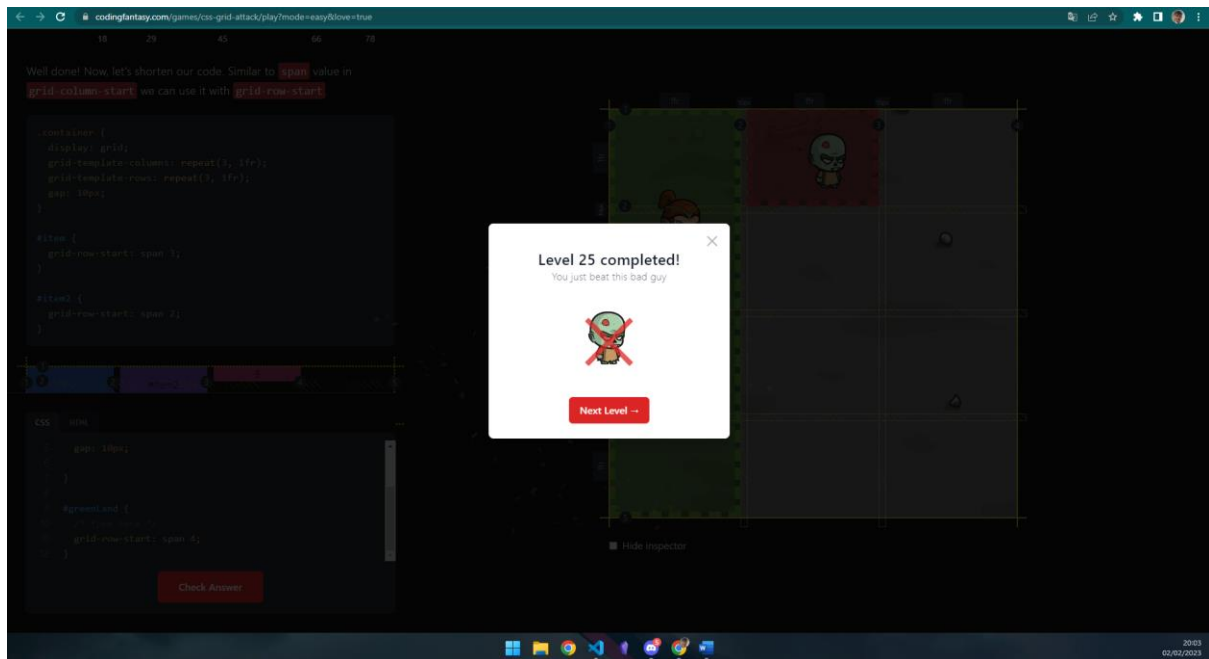 codingfantasy.com/games/css-grid-attack/play?mode=easy&love=true
18 29 45 66 78
Well done! Now, let's shorten our code. Similar to span value in
grid-column-start we can use it with grid-row-start
.container {
display: grid;
grid-template-columns: repeat(3, 1fr);
grid-template-rows: repeat(3, 1fr);
gap: 10px;
}
#item {
grid-row-start: span 3;
}
#item2 {
grid-row-start: span 2;
}
CSS HTML
gap: 10px;
}
#greenLand {
grid-row-start: span 4;
}
Check Answer
Level 25 completed!
You just beat this bad guy
Next Level →
Hide inspector
20:03
02/02/2023